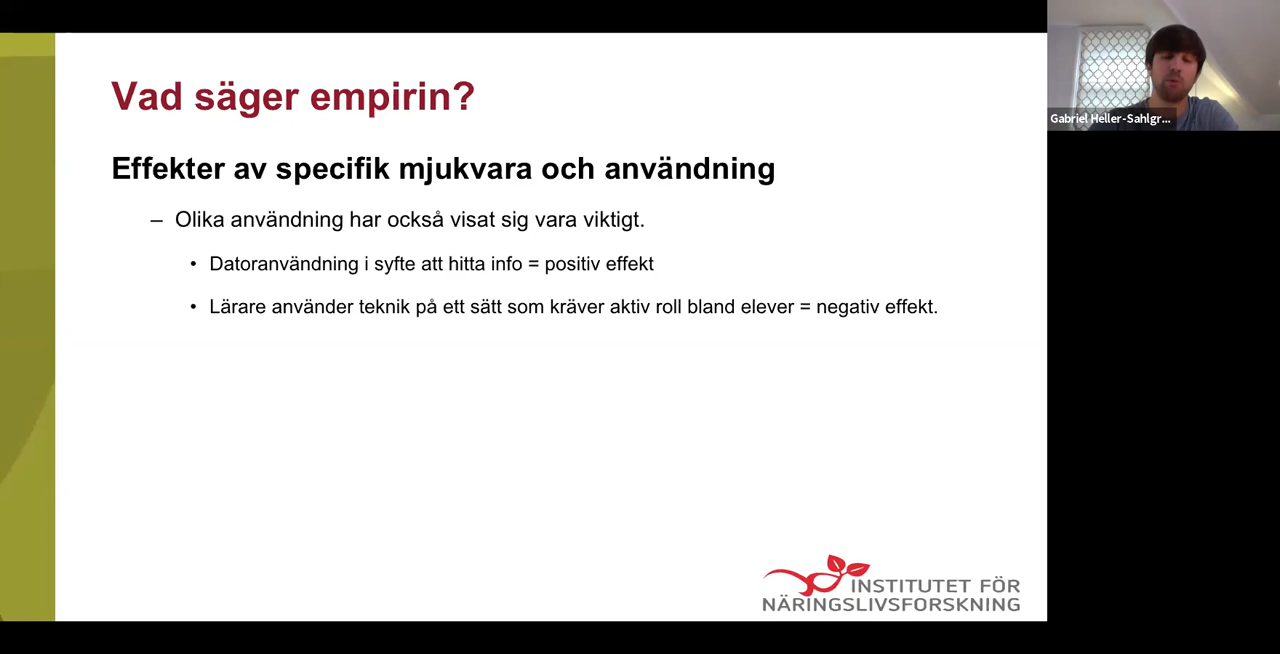 Vad säger empirin?
Effekter av specifik mjukvara och användning
– Olika användning har också visat sig vara viktigt.
• Datoranvändning i syfte att hitta info = positiv effekt
• Lärare använder teknik på ett sätt som kräver aktiv roll bland elever = negativ effekt.
INSTITUTET FÖR
NÄRINGSLIVSFORSKNING
Gabriel Heller-Sahlgr...